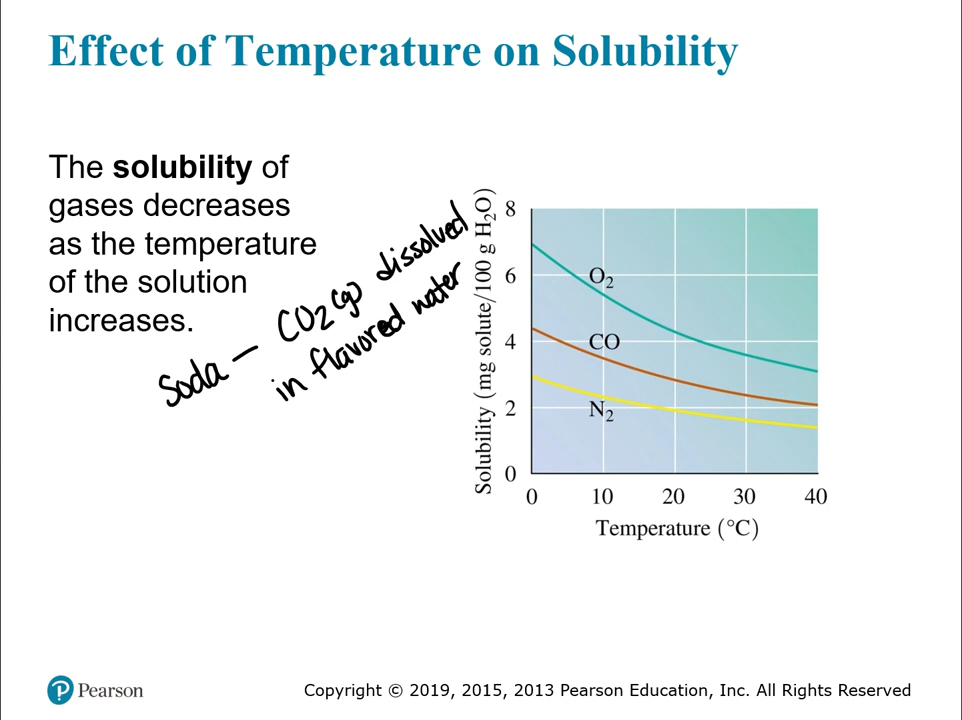 Effect of Temperature on Solubility
The solubility of
gases decreases
as the temperature
of the solution
increases.
Soda — CO2(g) dissolved
in flavored water
Solubility (mg solute/100 g H₂O)
8
6
4
2
0
O₂
CO
N₂
0 10 20 30 40
Temperature (°C)
Pearson
Copyright © 2019, 2015, 2013 Pearson Education, Inc. All Rights Reserved